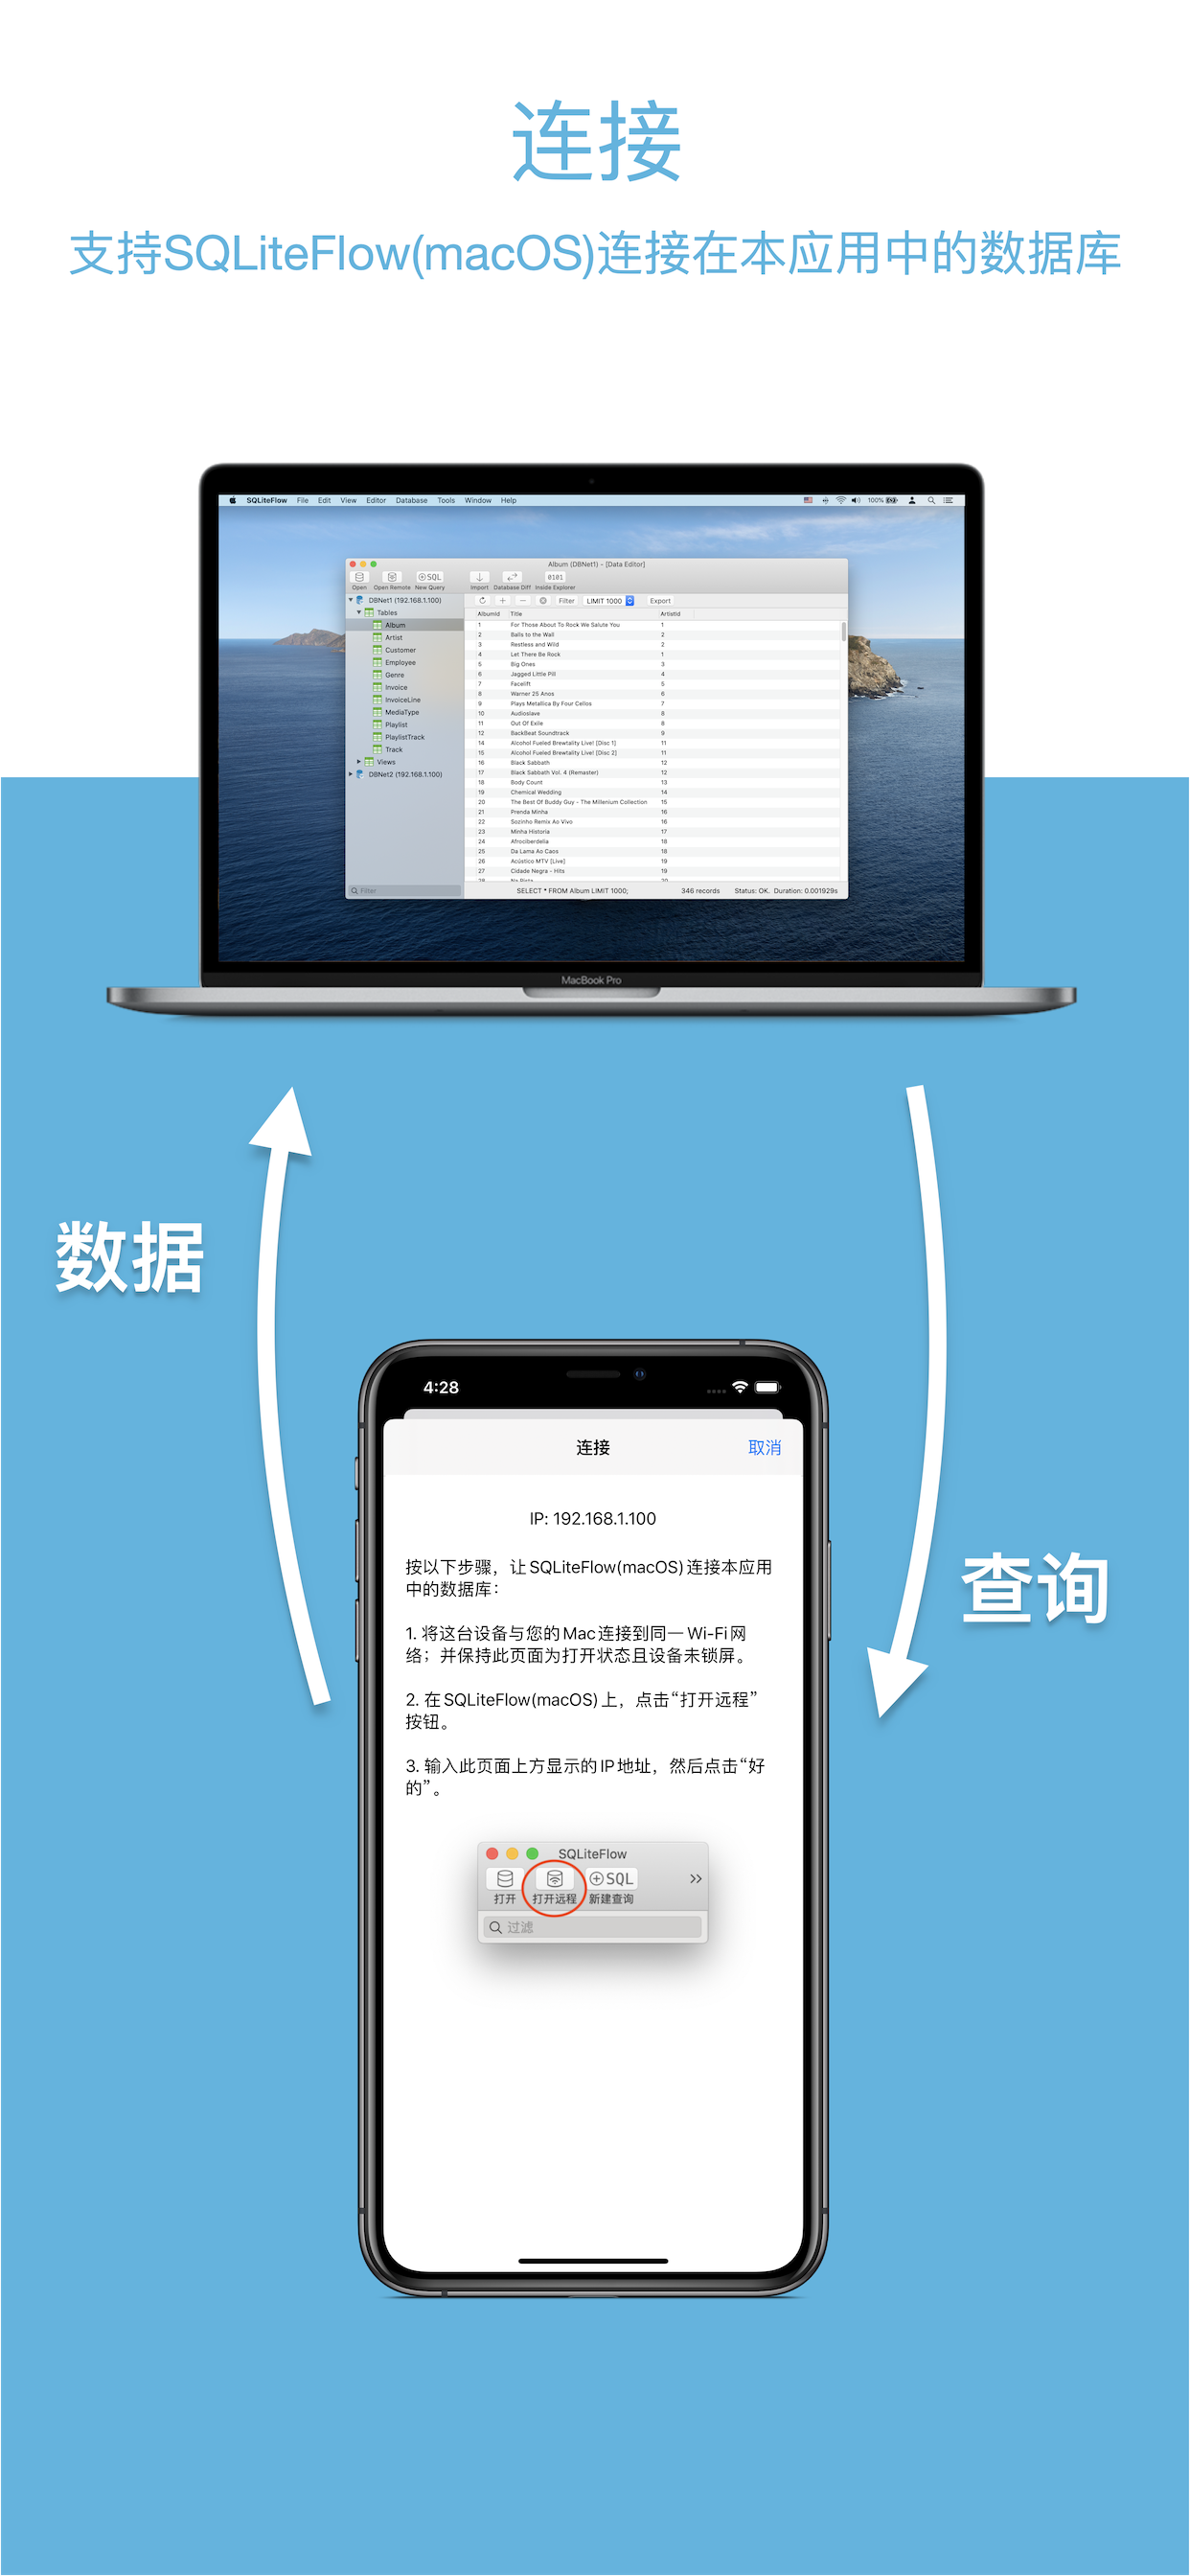 连接
支持SQLiteFlow(macOS)连接在本应用中的数据库
SQLiteFlow File Edit View Editor Database Tools Window Help 100%
Album (DBNet1) - [Data Editor]
SQL 0101
Open Open Remote New Query Import Database Diff Inside Explorer
DBNet1 (192.168.1.100)
Tables
Album
Artist
Customer
Employee
Genre
Invoice
InvoiceLine
MediaType
Playlist
PlaylistTrack
Track
Views
DBNet2 (192.168.1.100)
Filter
Filter LIMIT 1000 Export
AlbumId Title ArtistId
1 For Those About To Rock We Salute You 1
2 Balls to the Wall 2
3 Restless and Wild 2
4 Let There Be Rock 1
5 Big Ones 3
6 Jagged Little Pill 4
7 Facelift 5
8 Warner 25 Anos 6
9 Plays Metallica By Four Cellos 7
10 Audioslave 8
11 Out Of Exile 8
12 BackBeat Soundtrack 9
14 Alcohol Fueled Brewtality Live! [Disc 1] 11
15 Alcohol Fueled Brewtality Live! [Disc 2] 11
16 Black Sabbath 12
17 Black Sabbath Vol. 4 (Remaster) 12
18 Body Count 13
19 Chemical Wedding 14
20 The Best Of Buddy Guy - The Millenium Collection 15
21 Prenda Minha 16
22 Sozinho Remix Ao Vivo 16
23 Minha Historia 17
24 Afrociberdelia 18
25 Da Lama Ao Caos 18
26 Acústico MTV [Live] 19
27 Cidade Negra - Hits 19
28 Na Pista 20
SELECT * FROM Album LIMIT 1000; 346 records Status: OK. Duration: 0.001929s
MacBook Pro
数据
查询
4:28
连接 取消
IP: 192.168.1.100
按以下步骤，让SQLiteFlow(macOS)连接本应用
中的数据库：
1. 将这台设备与您的Mac连接到同一Wi-Fi网
络；并保持此页面为打开状态且设备未锁屏。
2. 在SQLiteFlow(macOS)上，点击“打开远程”
按钮。
3. 输入此页面上方显示的IP地址，然后点击“好
的”。
SQLiteFlow
SQL
打开 打开远程 新建查询
过滤